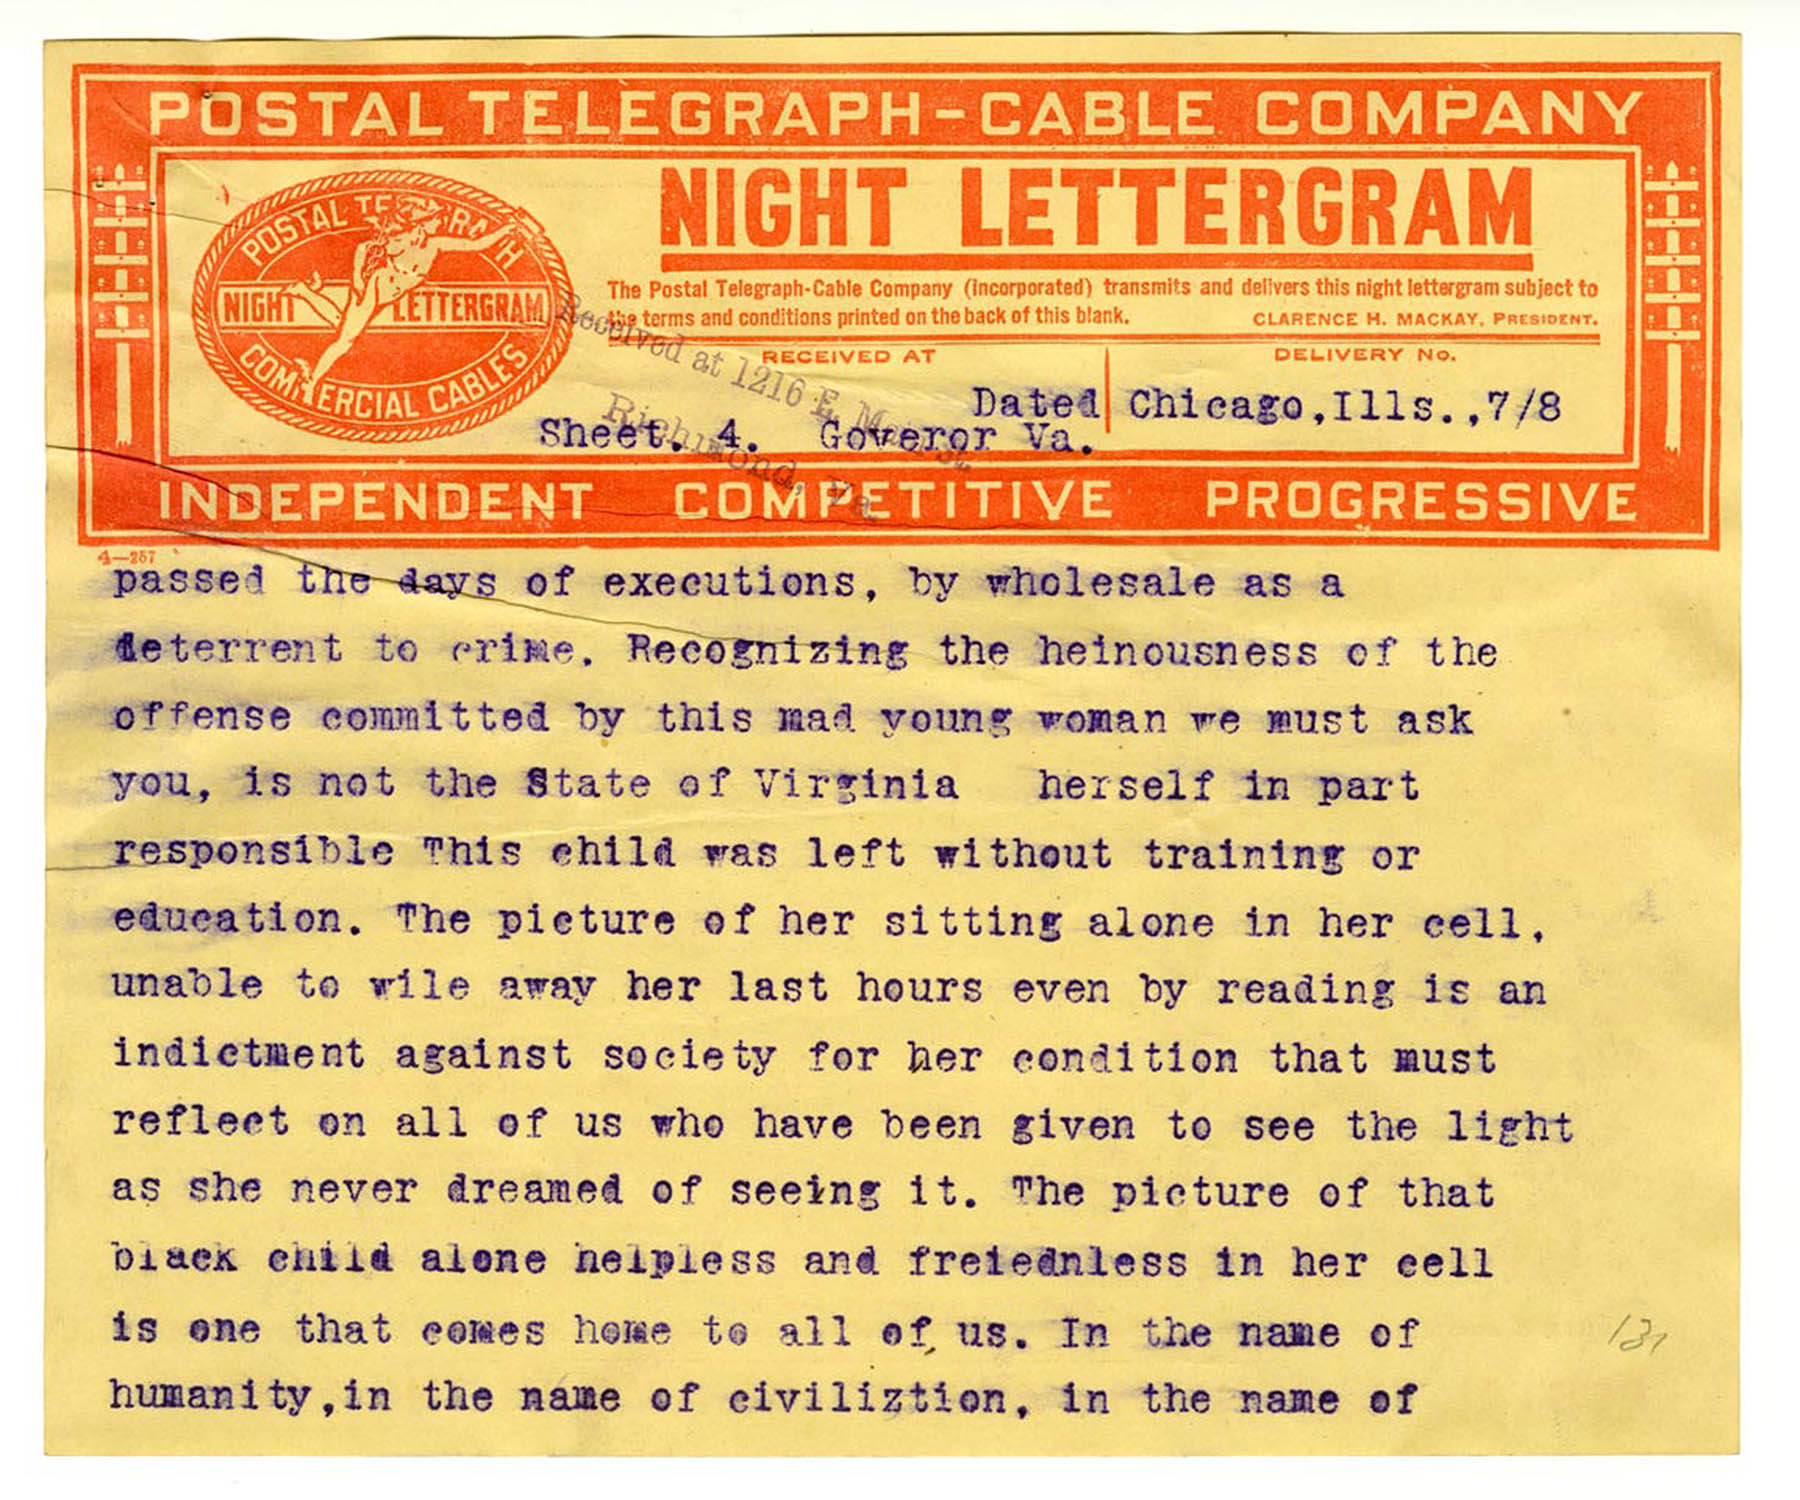 POSTAL TELEGRAPH-CABLE COMPANY
NIGHT LETTERGRAM
POSTAL TELEGRAPH
NIGHT LETTERGRAM
COMMERCIAL CABLES
The Postal Telegraph-Cable Company (Incorporated) transmits and delivers this night lettergram subject to
the terms and conditions printed on the back of this blank. CLARENCE H. MACKAY, PRESIDENT.
RECEIVED AT DELIVERY No.
Received at 1216 E. Main St.
Richmond, Va.
Dated Chicago,Ills.,7/8
Sheet. 4. Goveror Va.
INDEPENDENT COMPETITIVE PROGRESSIVE
4—257
passed the days of executions, by wholesale as a
deterrent to crime. Recognizing the heinousness of the
offense committed by this mad young woman we must ask
you, is not the State of Virginia herself in part
responsible This child was left without training or
education. The picture of her sitting alone in her cell,
unable to wile away her last hours even by reading is an
indictment against society for her condition that must
reflect on all of us who have been given to see the light
as she never dreamed of seeing it. The picture of that
black child alone helpless and freiednless in her cell
is one that comes home to all of us. In the name of
humanity,in the name of civiliztion, in the name of